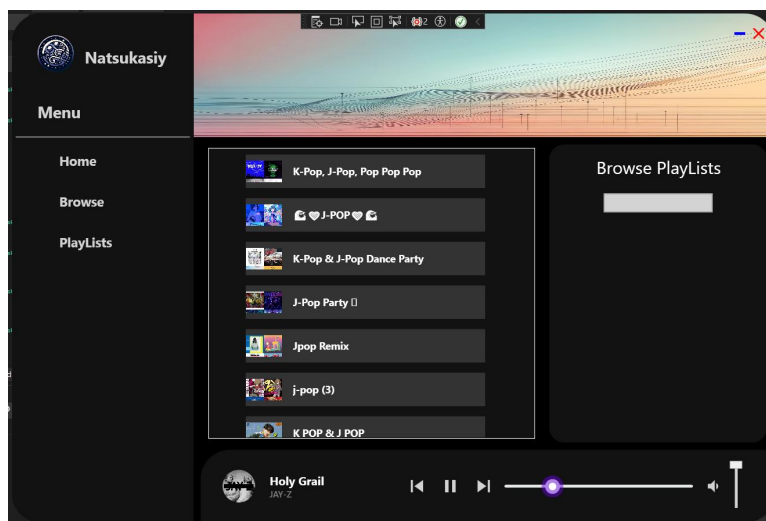 2
Natsukasiy
Menu
Home
Browse
PlayLists
K-Pop, J-Pop, Pop Pop Pop
J-POP
K-Pop & J-Pop Dance Party
J-Pop Party
Jpop Remix
j-pop (3)
K POP & J POP
Browse PlayLists
Holy Grail
JAY-Z